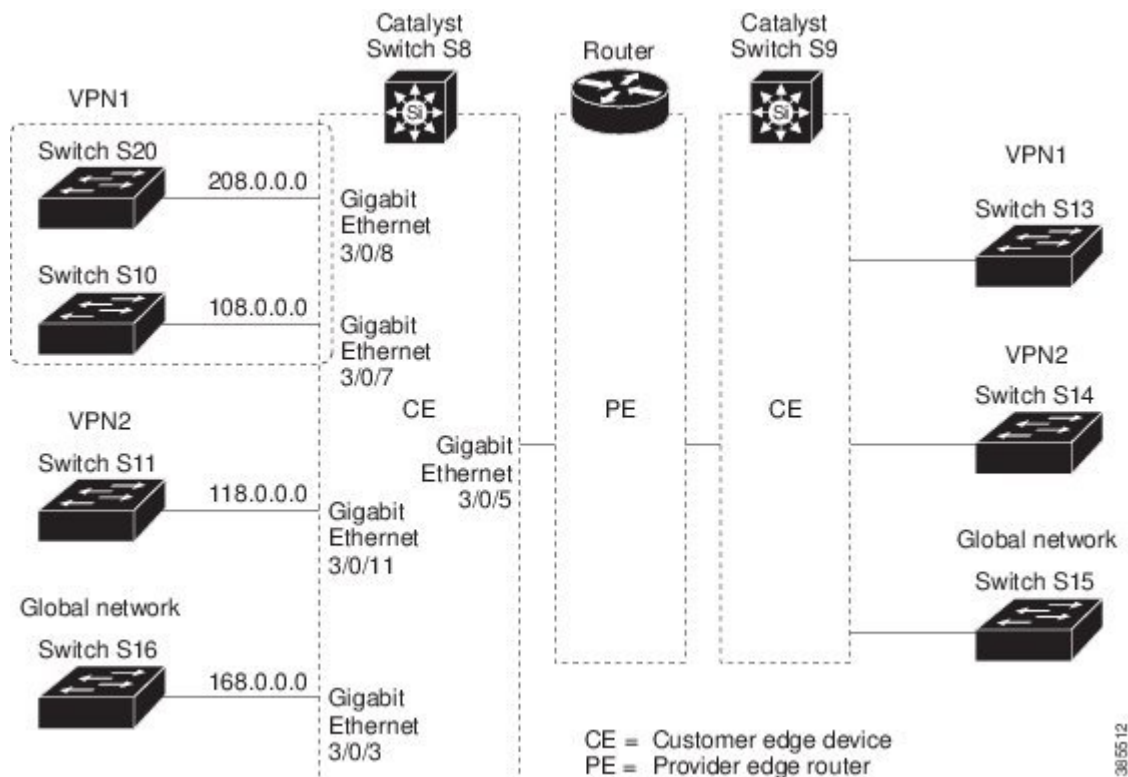 Catalyst
Switch S8
Router
Catalyst
Switch S9
Si
Si
VPN1
Switch S20
208.0.0.0
Gigabit
Ethernet
3/0/8
Switch S10
108.0.0.0
Gigabit
Ethernet
3/0/7
VPN2
Switch S11
118.0.0.0
Gigabit
Ethernet
3/0/11
Global network
Switch S16
168.0.0.0
Gigabit
Ethernet
3/0/3
CE
Gigabit
Ethernet
3/0/5
PE
CE
VPN1
Switch S13
VPN2
Switch S14
Global network
Switch S15
CE = Customer edge device
PE = Provider edge router
385512